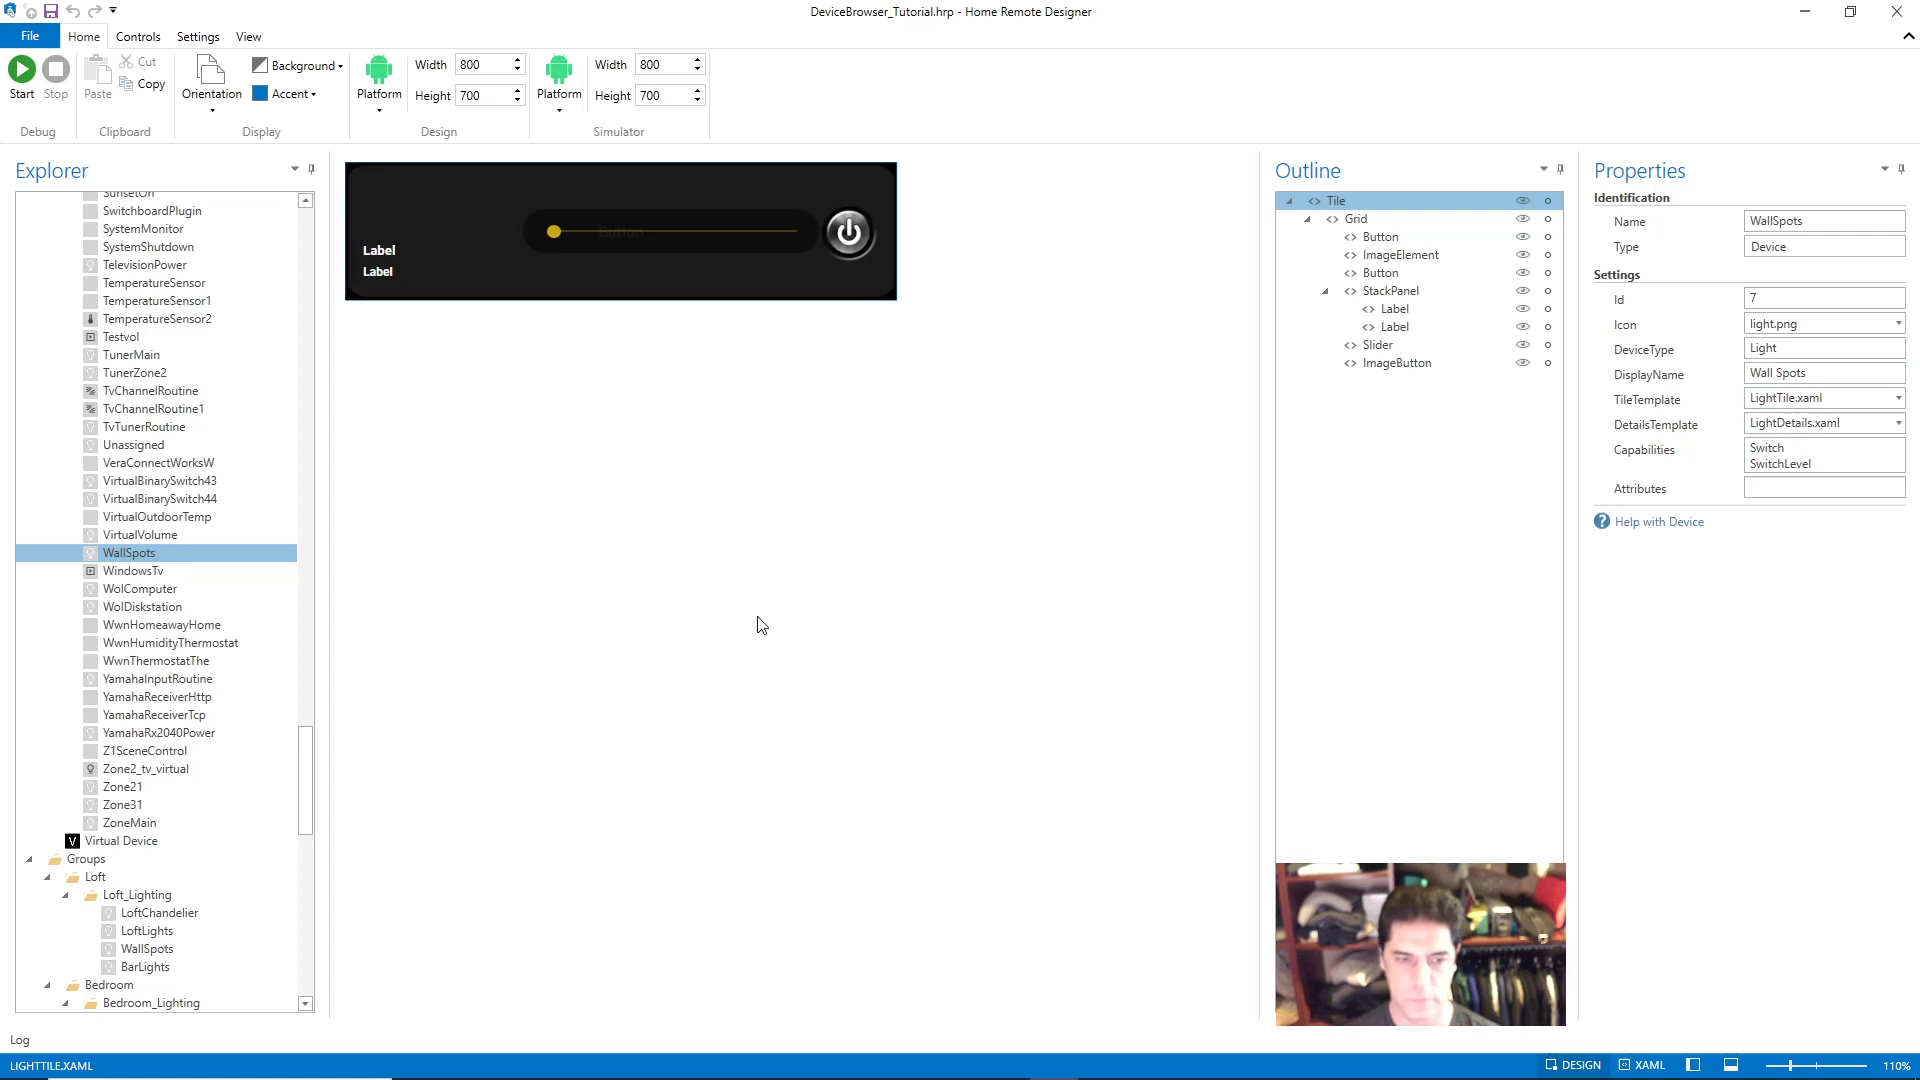 DeviceBrowser_Tutorial.hrp - Home Remote Designer
File
Home
Controls
Settings
View
Start
Stop
Debug
Paste
Cut
Copy
Clipboard
Orientation
Background
Accent
Display
Platform
Width
800
Height
700
Design
Platform
Width
800
Height
700
Simulator
Explorer
SunsetOn
SwitchboardPlugin
SystemMonitor
SystemShutdown
TelevisionPower
TemperatureSensor
TemperatureSensor1
TemperatureSensor2
Testvol
TunerMain
TunerZone2
TvChannelRoutine
TvChannelRoutine1
TvTunerRoutine
Unassigned
VeraConnectWorksW
VirtualBinarySwitch43
VirtualBinarySwitch44
VirtualOutdoorTemp
VirtualVolume
WallSpots
WindowsTv
WolComputer
WolDiskstation
WwnHomeawayHome
WwnHumidityThermostat
WwnThermostatThe
YamahaInputRoutine
YamahaReceiverHttp
YamahaReceiverTcp
YamahaRx2040Power
Z1SceneControl
Zone2_tv_virtual
Zone21
Zone31
ZoneMain
V Virtual Device
Groups
Loft
Loft_Lighting
LoftChandelier
LoftLights
WallSpots
BarLights
Bedroom
Bedroom_Lighting
Button
Label
Label
Outline
Tile
Grid
Button
ImageElement
Button
StackPanel
Label
Label
Slider
ImageButton
Properties
Identification
Name
WallSpots
Type
Device
Settings
Id
7
Icon
light.png
DeviceType
Light
DisplayName
Wall Spots
TileTemplate
LightTile.xaml
DetailsTemplate
LightDetails.xaml
Capabilities
Switch
SwitchLevel
Attributes
? Help with Device
Log
LIGHTTILE.XAML
DESIGN
XAML
110%